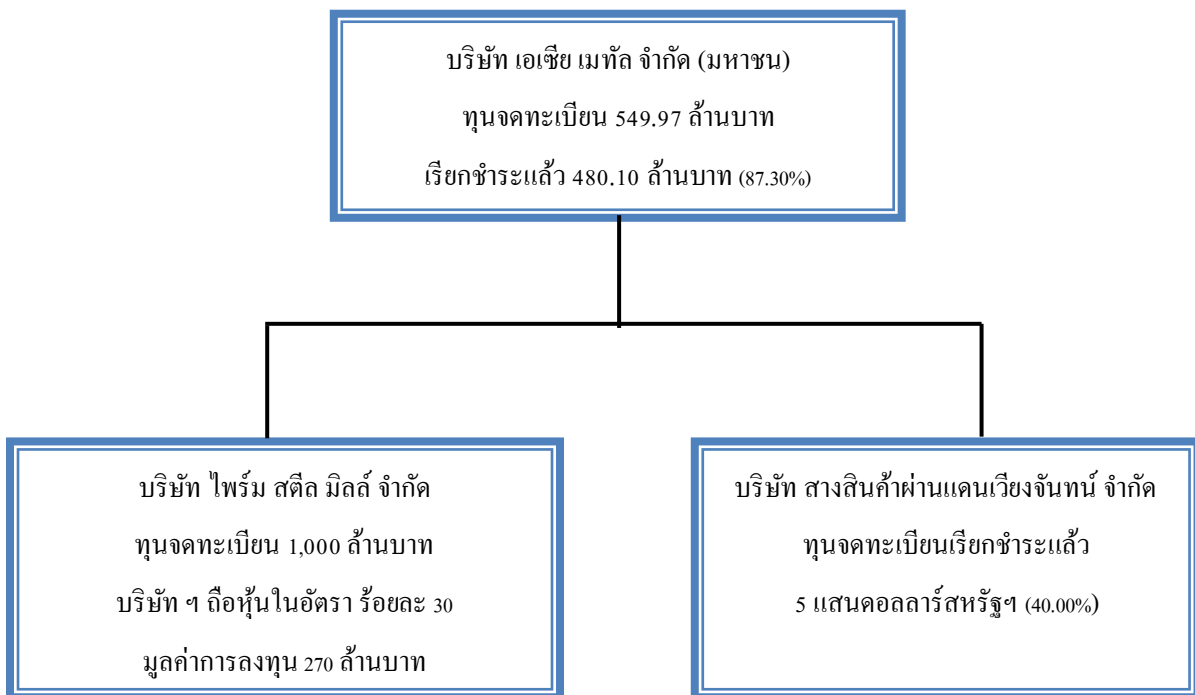 บริษัท เอเซีย เมทัล จำกัด (มหาชน)
ทุนจดทะเบียน 549.97 ล้านบาท
เรียกชำระแล้ว 480.10 ล้านบาท (87.30%)
บริษัท ไพร์ม สตีล มิลล์ จำกัด
ทุนจดทะเบียน 1,000 ล้านบาท
บริษัท ฯ ถือหุ้นในอัตรา ร้อยละ 30
มูลค่าการลงทุน 270 ล้านบาท
บริษัท สางสินค้าผ่านแดนเวียงจันทน์ จำกัด
ทุนจดทะเบียนเรียกชำระแล้ว
5 แสนดอลลาร์สหรัฐฯ (40.00%)